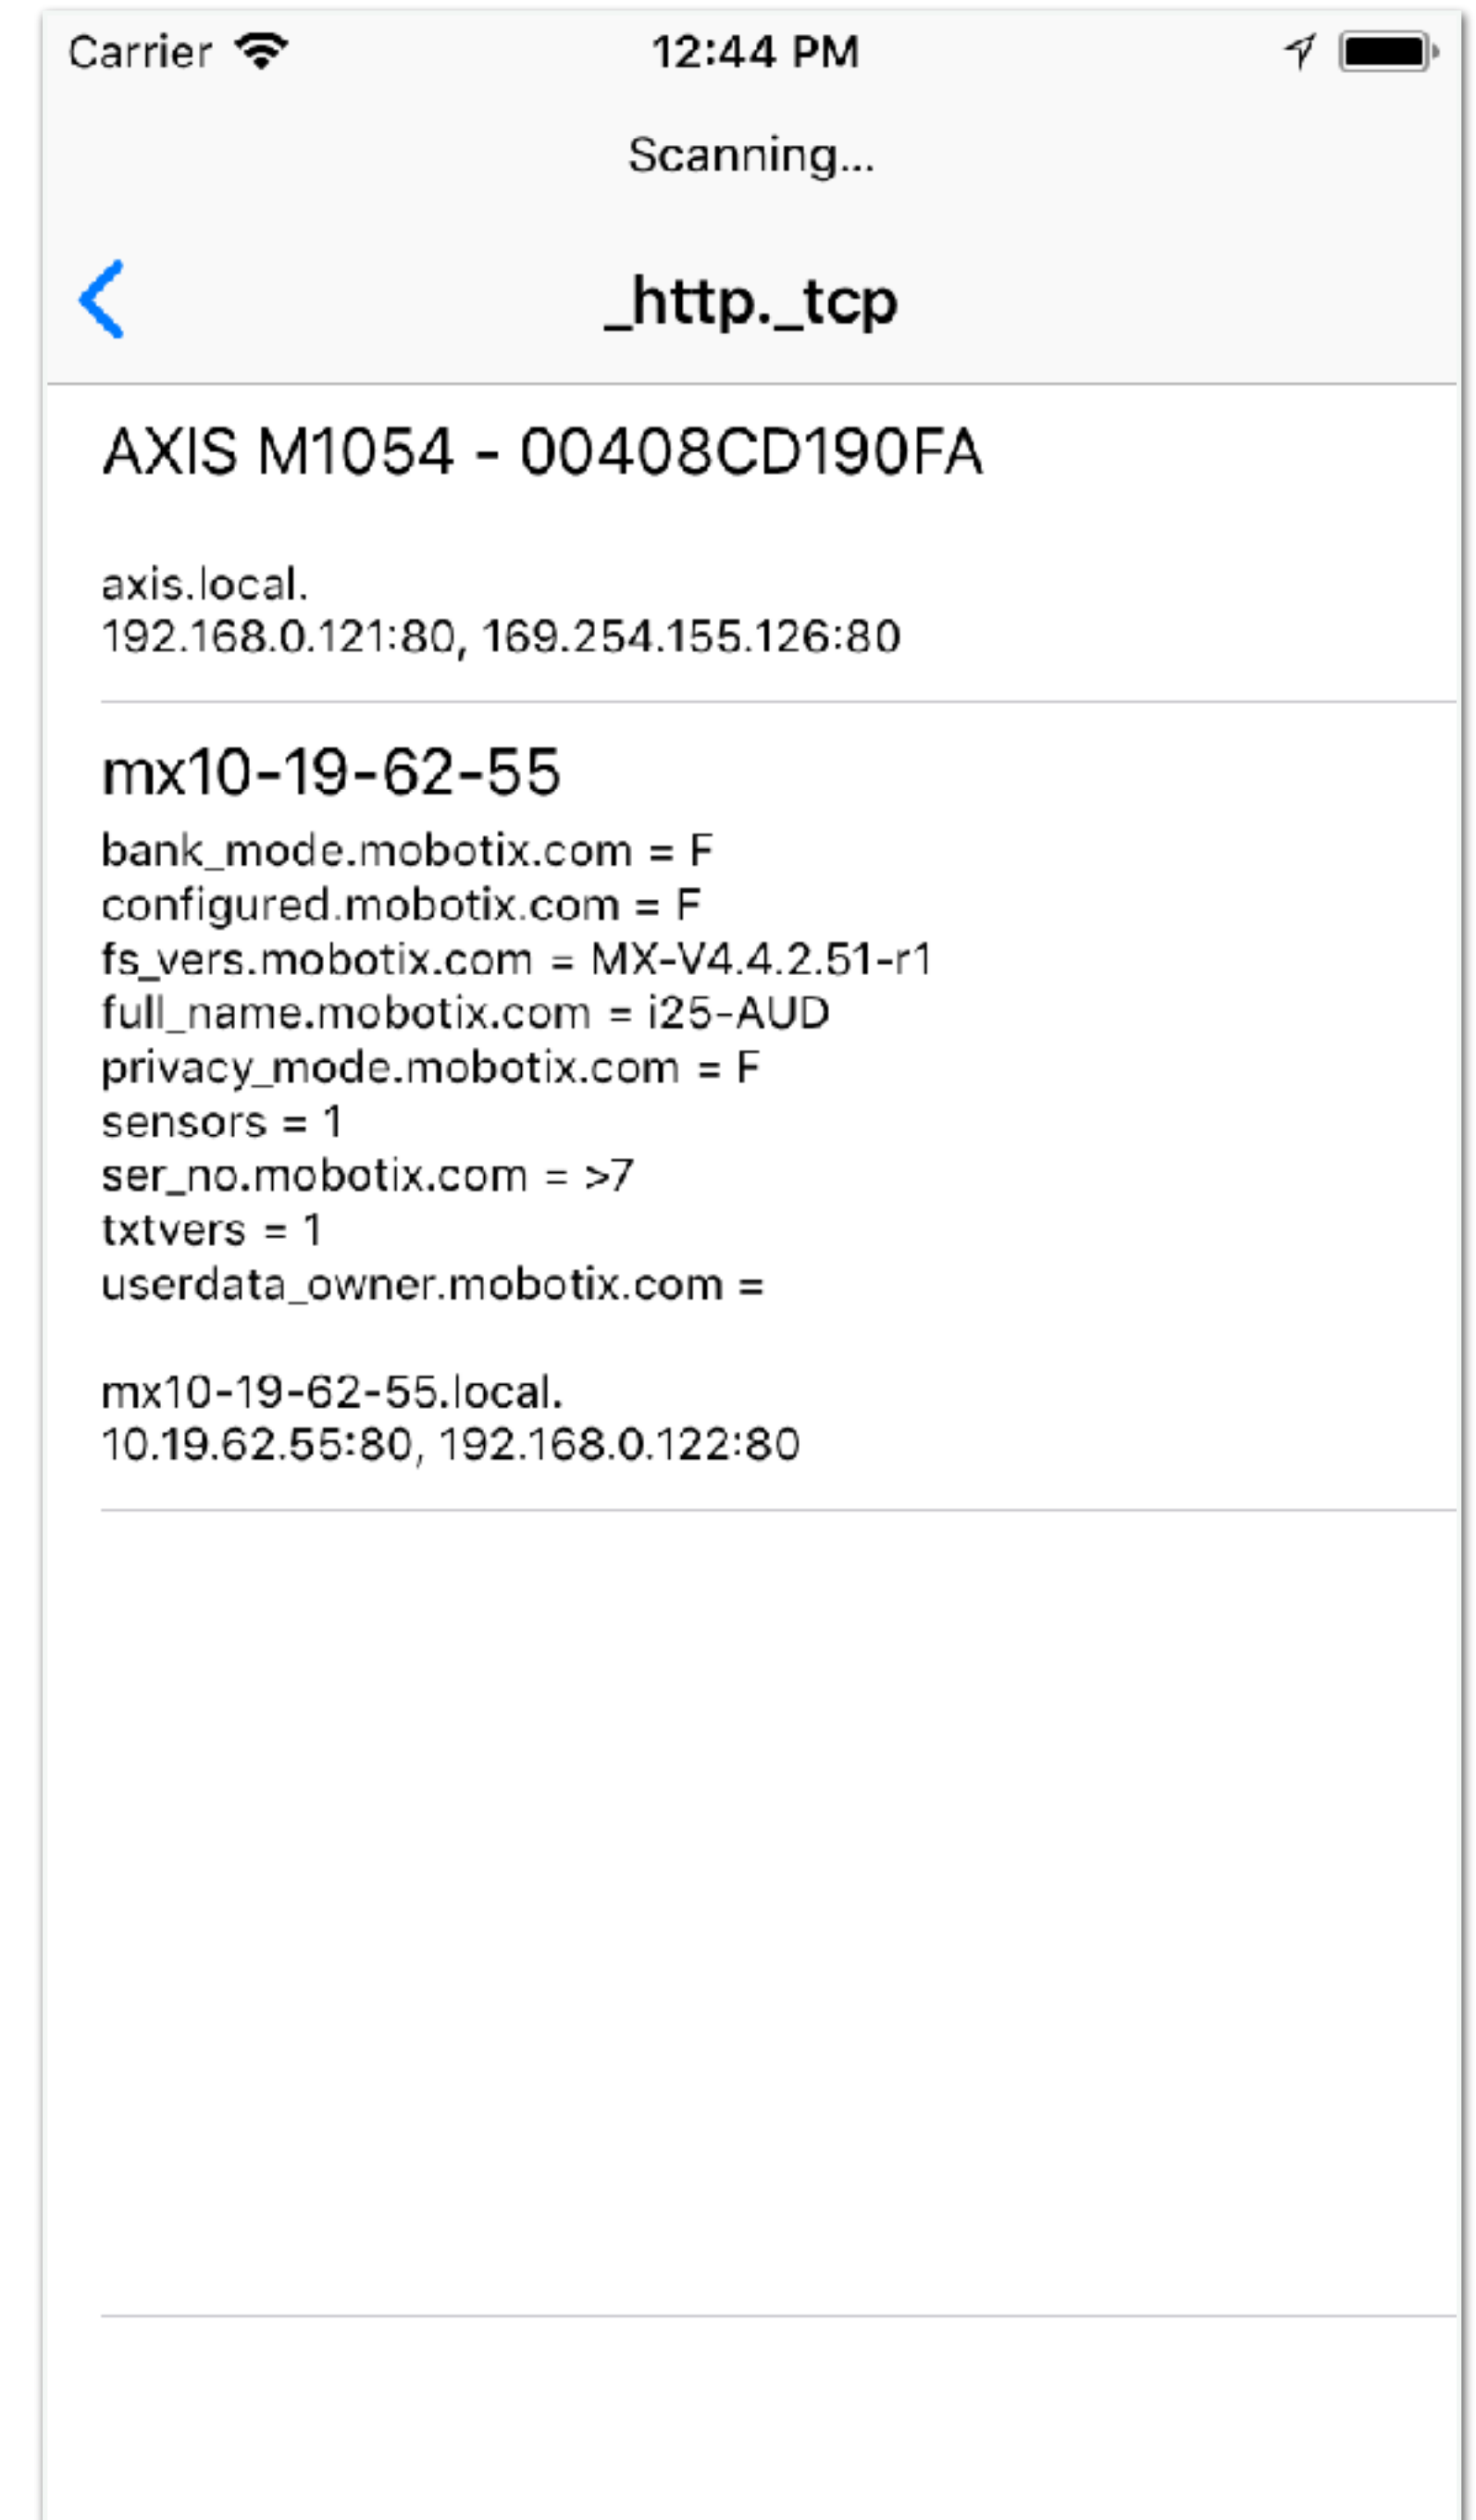 Carrier
12:44 PM
Scanning...
_http._tcp
AXIS M1054 - 00408CD190FA
axis.local.
192.168.0.121:80, 169.254.155.126:80
mx10-19-62-55
bank_mode.mobotix.com = F
configured.mobotix.com = F
fs_vers.mobotix.com = MX-V4.4.2.51-r1
full_name.mobotix.com = i25-AUD
privacy_mode.mobotix.com = F
sensors = 1
ser_no.mobotix.com = >7
txtvers = 1
userdata_owner.mobotix.com =
mx10-19-62-55.local.
10.19.62.55:80, 192.168.0.122:80